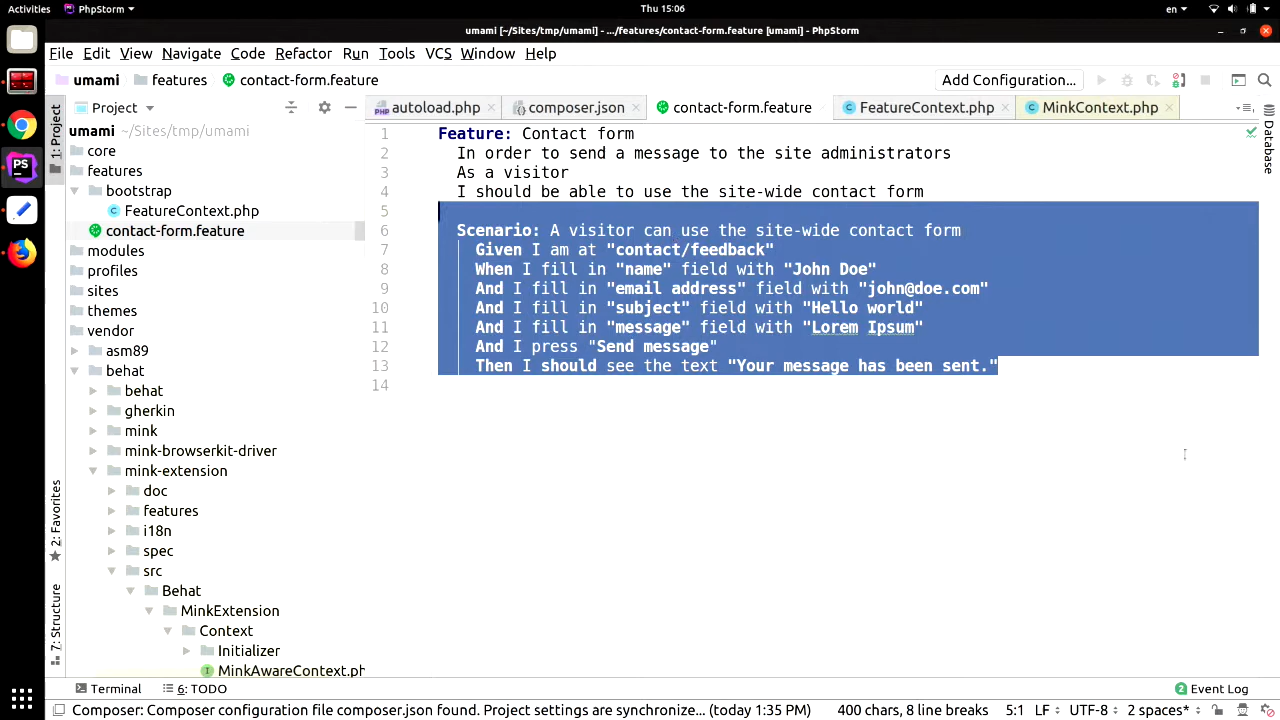 Activities
PhpStorm
Thu 15:06
en
umami [~/Sites/tmp/umami] - .../features/contact-form.feature [umami] - PhpStorm
File Edit View Navigate Code Refactor Run Tools VCS Window Help
umami features contact-form.feature
Add Configuration...
Project
autoload.php
composer.json
contact-form.feature
FeatureContext.php
MinkContext.php
1: Project
2: Favorites
7: Structure
Database
umami ~/Sites/tmp/umami
core
features
bootstrap
FeatureContext.php
contact-form.feature
modules
profiles
sites
themes
vendor
asm89
behat
behat
gherkin
mink
mink-browserkit-driver
mink-extension
doc
features
i18n
spec
src
Behat
MinkExtension
Context
Initializer
MinkAwareContext.ph
1 Feature: Contact form
2 In order to send a message to the site administrators
3 As a visitor
4 I should be able to use the site-wide contact form
5
6 Scenario: A visitor can use the site-wide contact form
7 Given I am at "contact/feedback"
8 When I fill in "name" field with "John Doe"
9 And I fill in "email address" field with "john@doe.com"
10 And I fill in "subject" field with "Hello world"
11 And I fill in "message" field with "Lorem Ipsum"
12 And I press "Send message"
13 Then I should see the text "Your message has been sent."
14
Terminal
6: TODO
2 Event Log
Composer: Composer configuration file composer.json found. Project settings are synchronize... (today 1:35 PM)
400 chars, 8 line breaks 5:1 LF UTF-8 2 spaces*